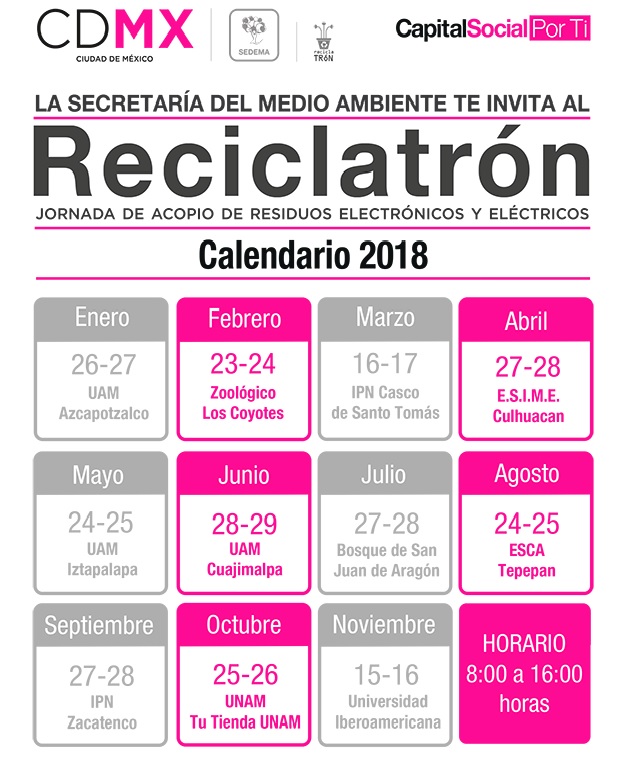 CDMX
CIUDAD DE MÉXICO
SEDEMA
recicla
TRÓN
CapitalSocialPor Ti
LA SECRETARÍA DEL MEDIO AMBIENTE TE INVITA AL
Reciclatrón
JORNADA DE ACOPIO DE RESIDUOS ELECTRÓNICOS Y ELÉCTRICOS
Calendario 2018
Enero
26-27
UAM
Azcapotzalco
Febrero
23-24
Zoológico
Los Coyotes
Marzo
16-17
IPN Casco
de Santo Tomás
Abril
27-28
E.S.I.M.E.
Culhuacan
Mayo
24-25
UAM
Iztapalapa
Junio
28-29
UAM
Cuajimalpa
Julio
27-28
Bosque de San
Juan de Aragón
Agosto
24-25
ESCA
Tepepan
Septiembre
27-28
IPN
Zacatenco
Octubre
25-26
UNAM
Tu Tienda UNAM
Noviembre
15-16
Universidad
Iberoamericana
HORARIO
8:00 a 16:00
horas